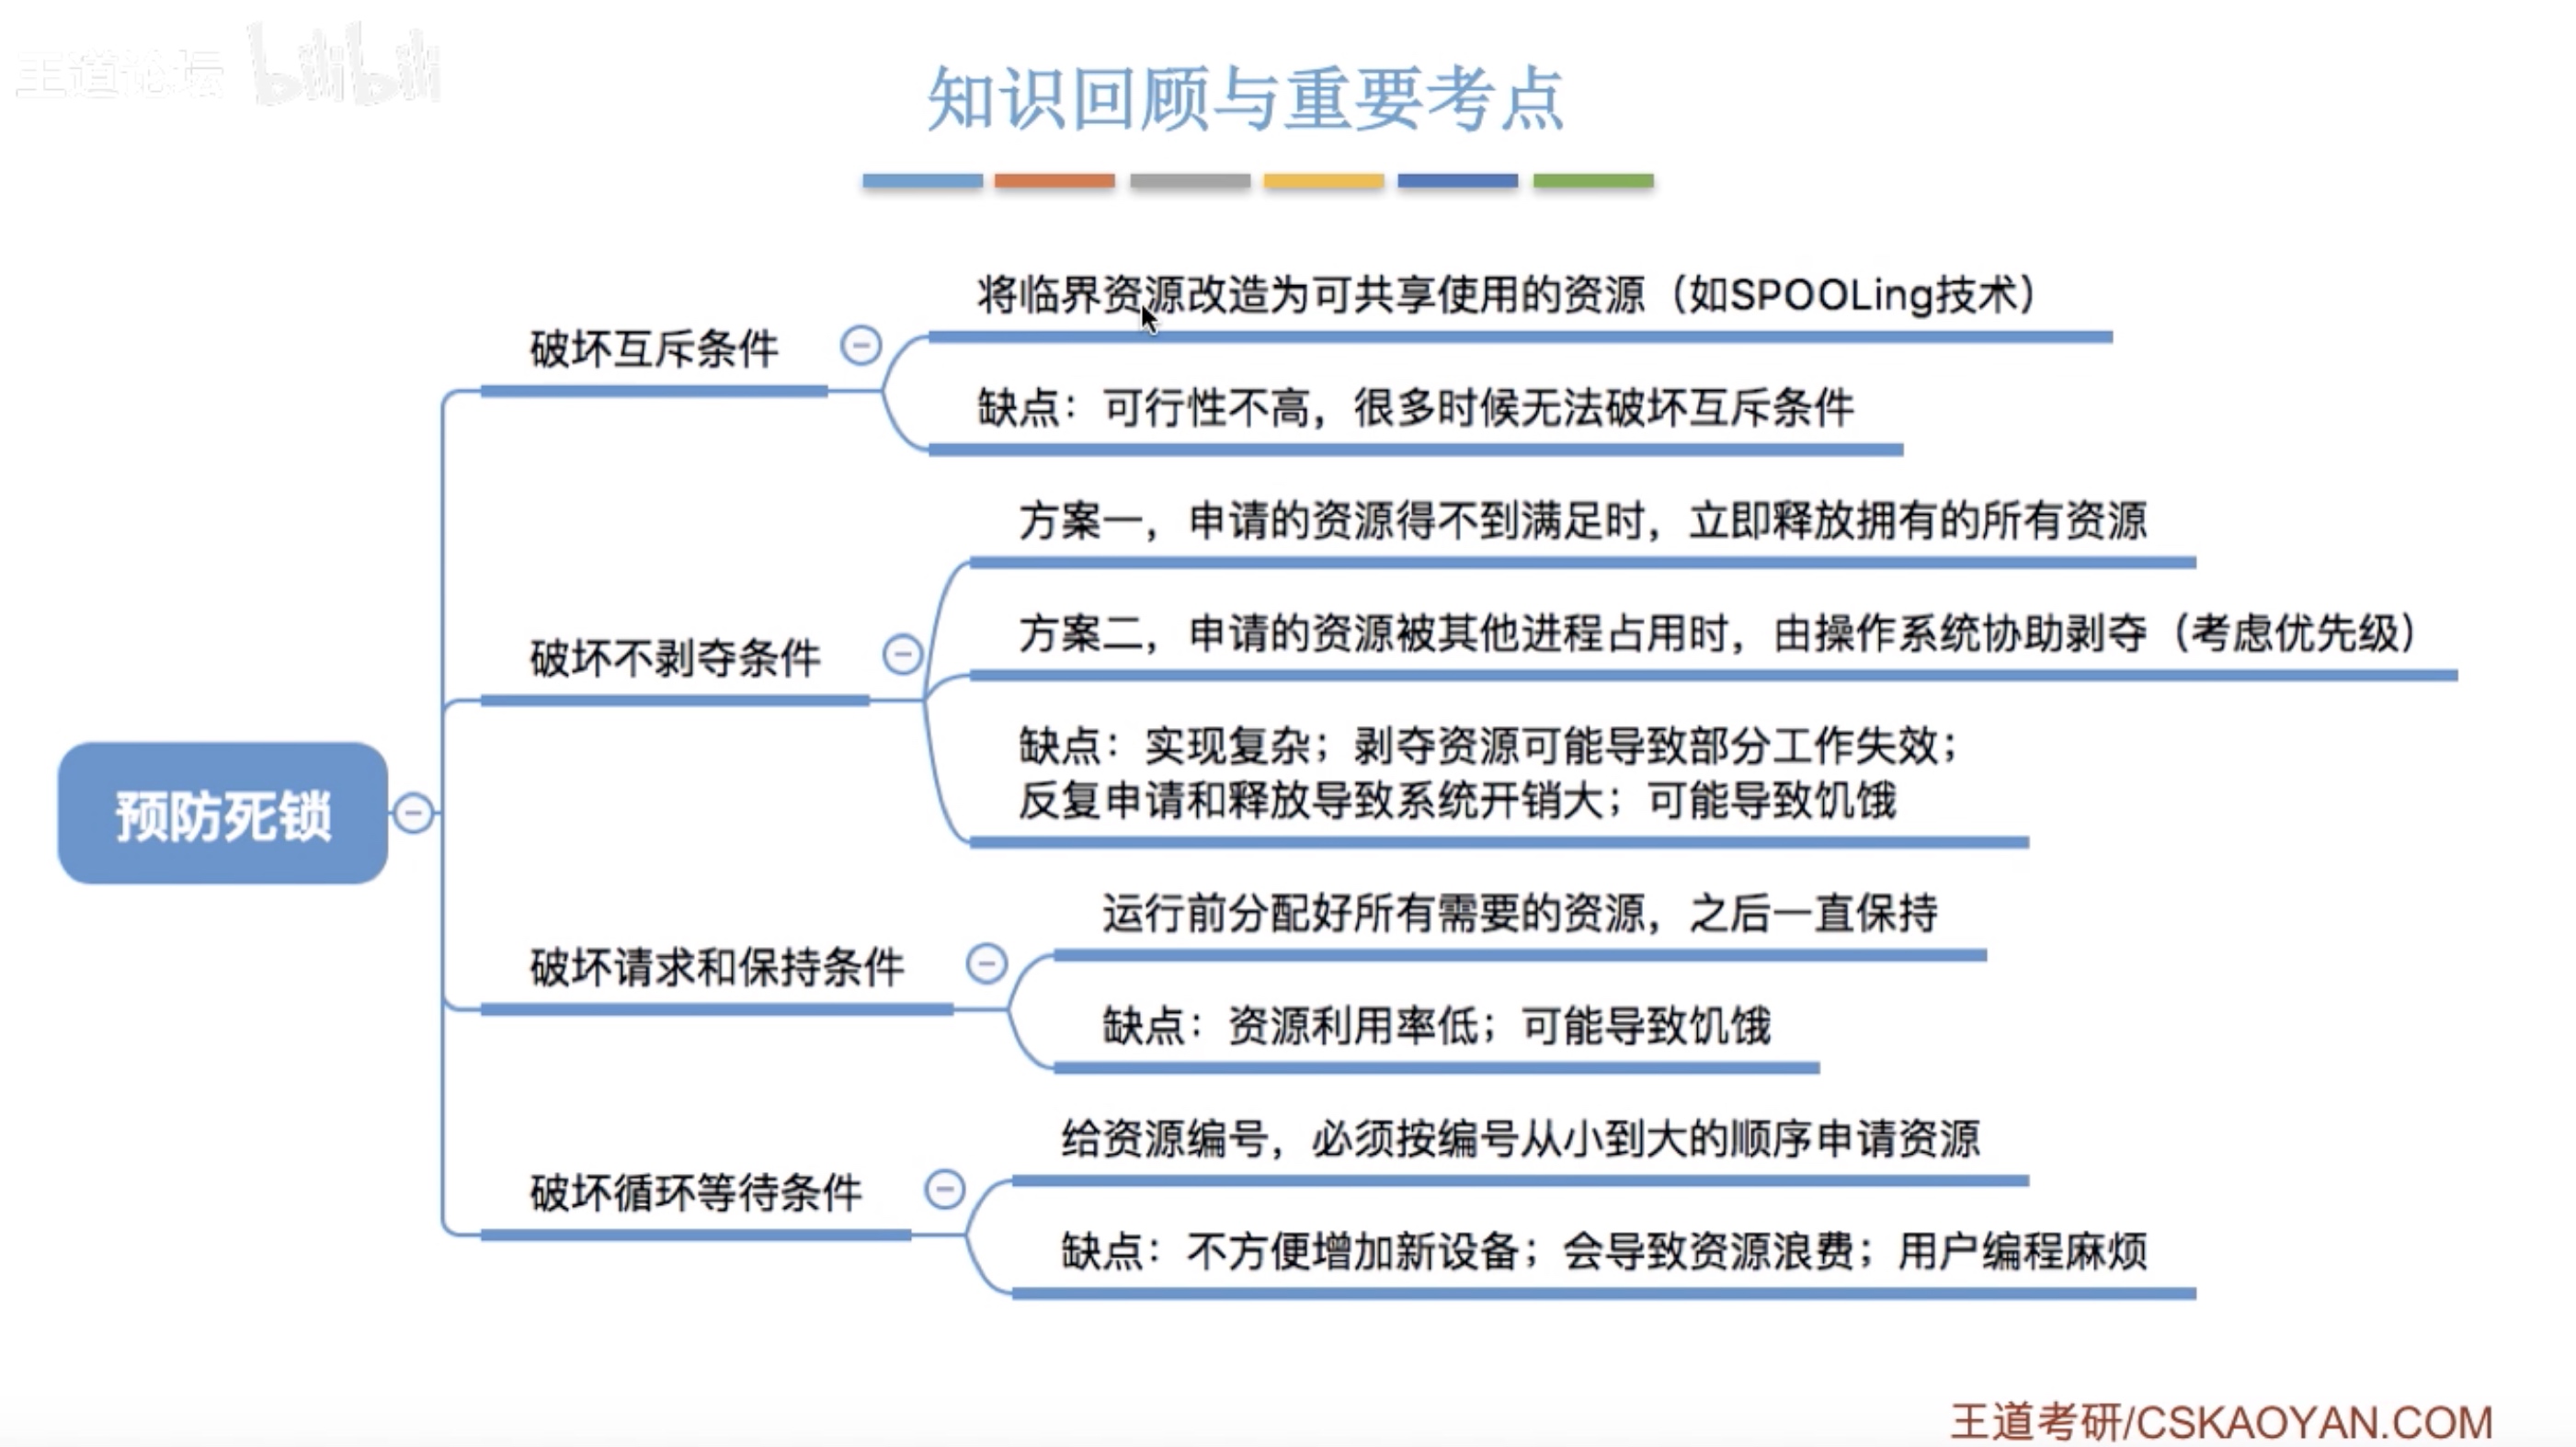 王道论坛 bilibili
知识回顾与重要考点
将临界资源改造为可共享使用的资源（如SPOOLing技术）
破坏互斥条件
缺点：可行性不高，很多时候无法破坏互斥条件
方案一，申请的资源得不到满足时，立即释放拥有的所有资源
方案二，申请的资源被其他进程占用时，由操作系统协助剥夺（考虑优先级）
破坏不剥夺条件
缺点：实现复杂；剥夺资源可能导致部分工作失效；
反复申请和释放导致系统开销大；可能导致饥饿
预防死锁
运行前分配好所有需要的资源，之后一直保持
破坏请求和保持条件
缺点：资源利用率低；可能导致饥饿
给资源编号，必须按编号从小到大的顺序申请资源
破坏循环等待条件
缺点：不方便增加新设备；会导致资源浪费；用户编程麻烦
王道考研/CSKAOYAN.COM